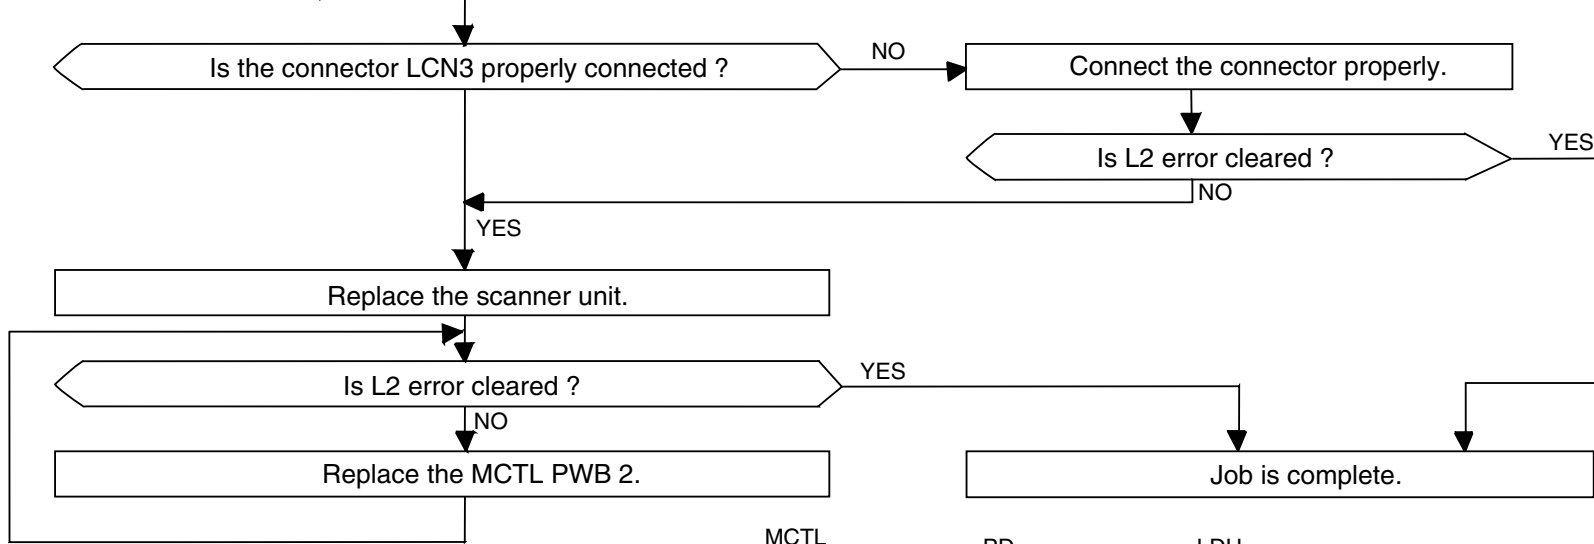 Is the connector LCN3 properly connected ?
NO
Connect the connector properly.
Is L2 error cleared ?
YES
NO
YES
Replace the scanner unit.
Is L2 error cleared ?
YES
NO
Replace the MCTL PWB 2.
Job is complete.
MCTL